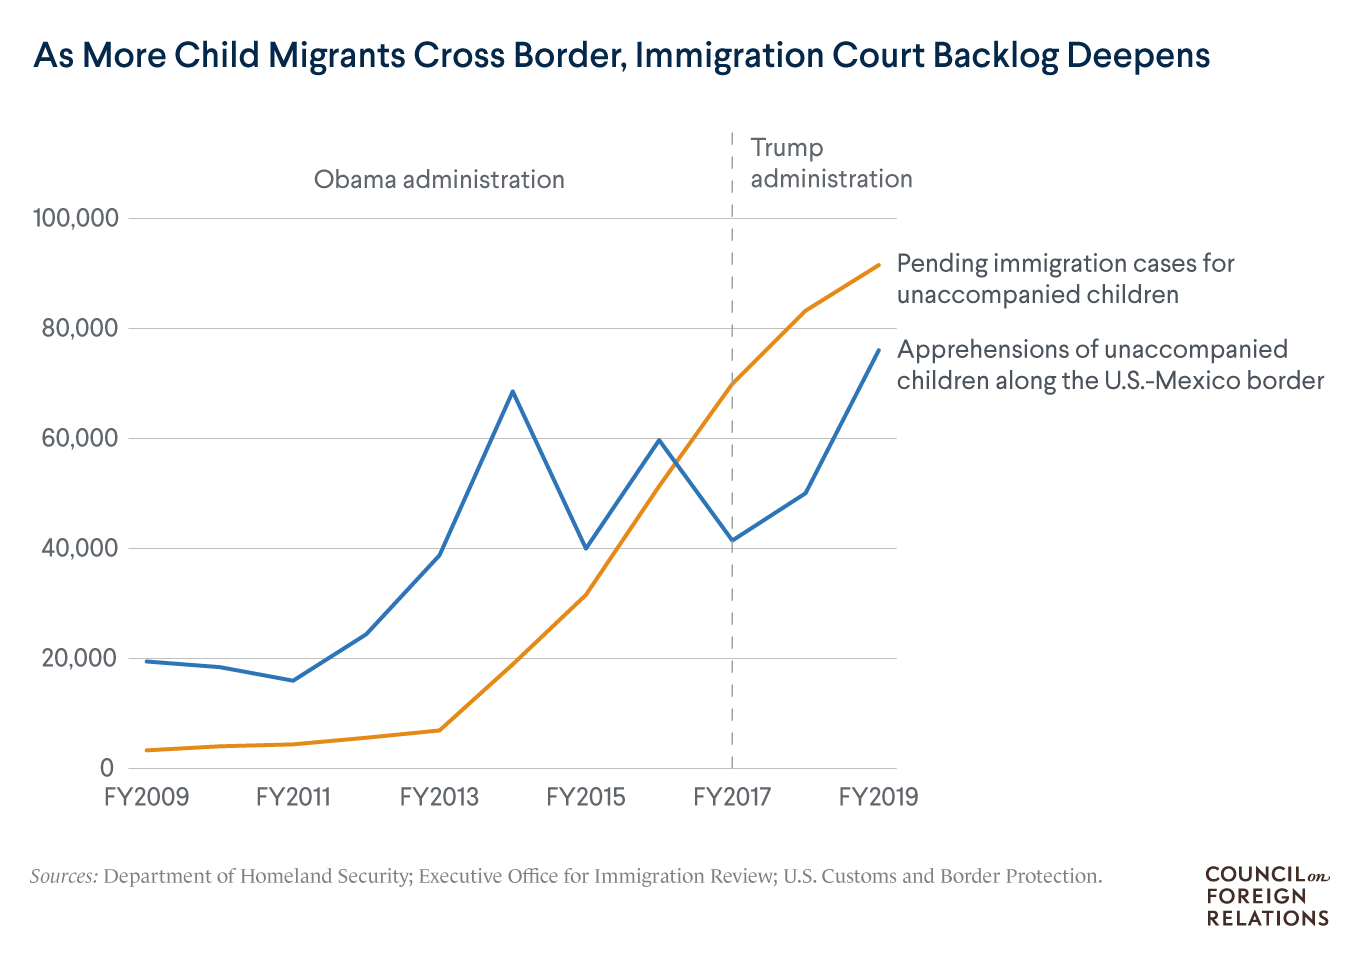 As More Child Migrants Cross Border, Immigration Court Backlog Deepens
Obama administration
Trump
administration
100,000
80,000
60,000
40,000
20,000
0
Pending immigration cases for
unaccompanied children
Apprehensions of unaccompanied
children along the U.S.-Mexico border
FY2009 FY2011 FY2013 FY2015 FY2017 FY2019
Sources: Department of Homeland Security; Executive Office for Immigration Review; U.S. Customs and Border Protection.
COUNCIL on
FOREIGN
RELATIONS